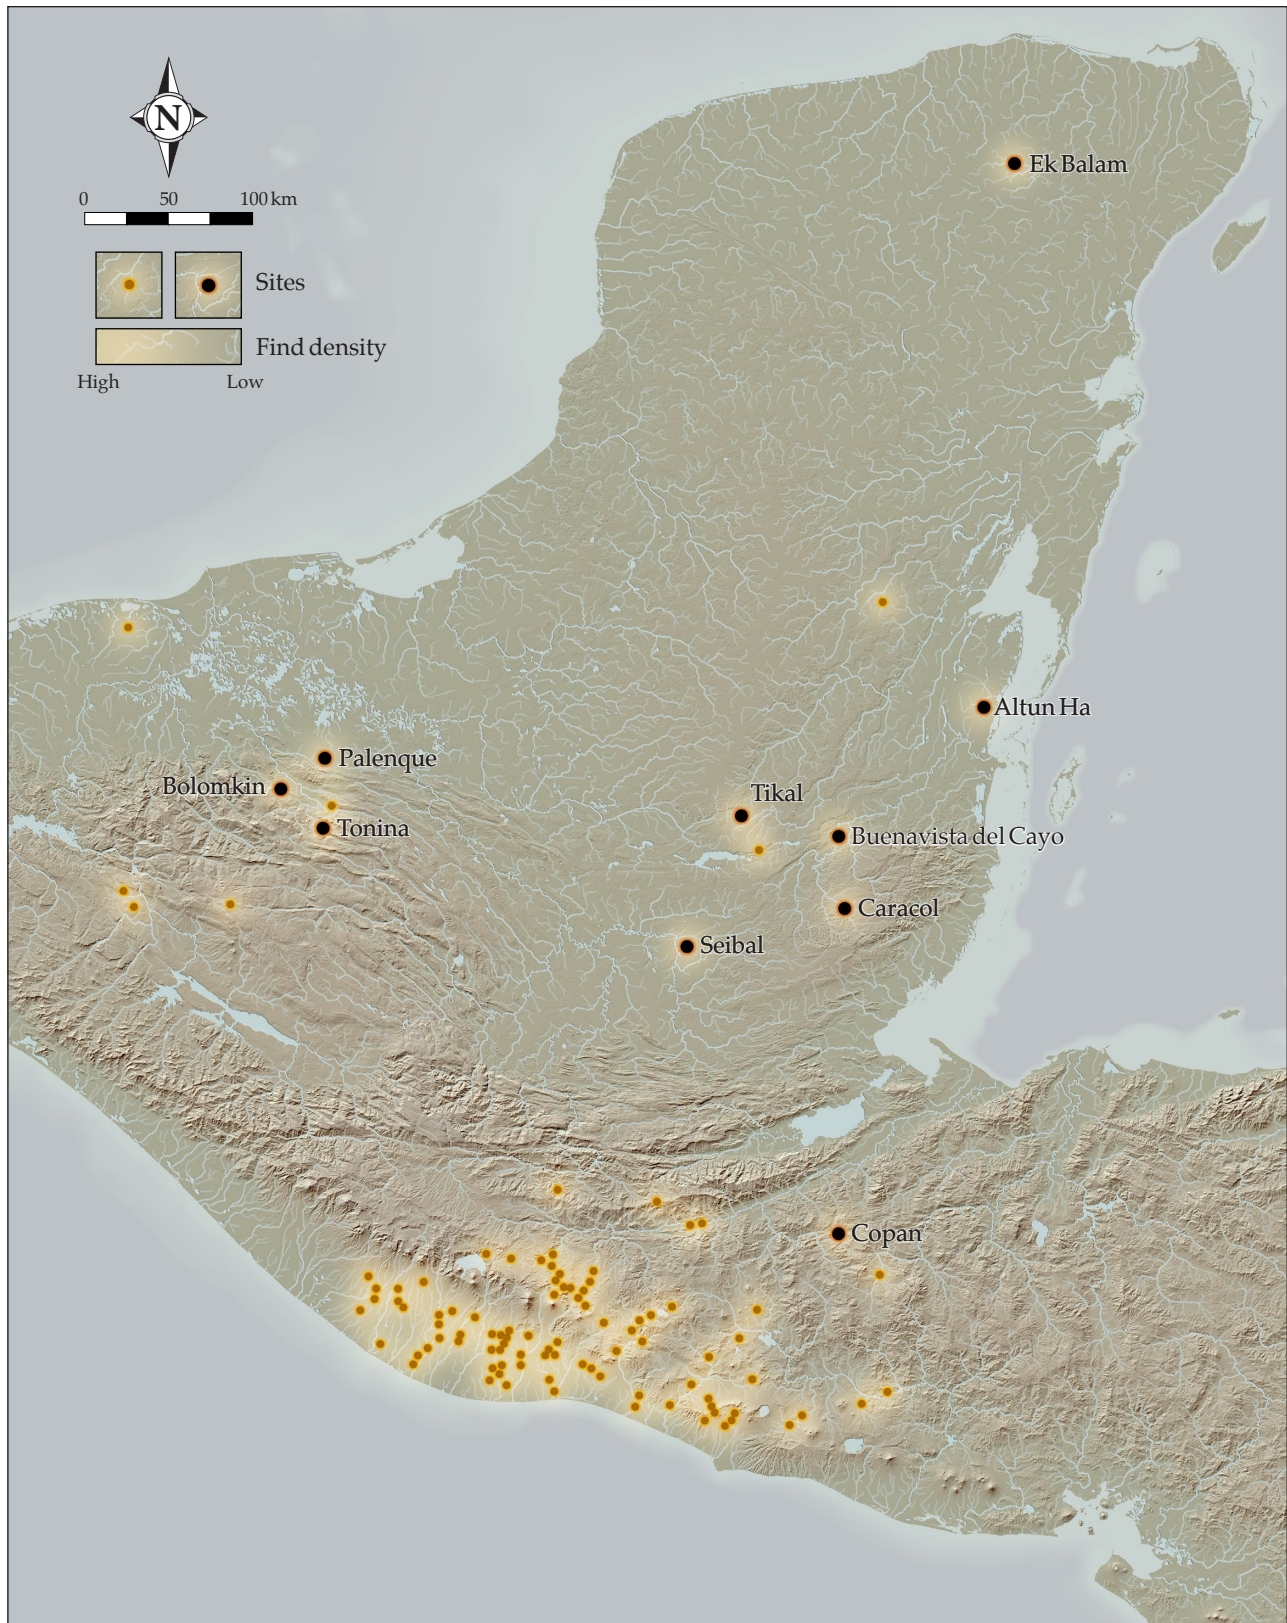 N
0 50 100 km
Sites
Find density
High Low
Ek Balam
Altun Ha
Palenque
Bolomkin
Tikal
Tonina
Buenavista del Cayo
Caracol
Seibal
Copan